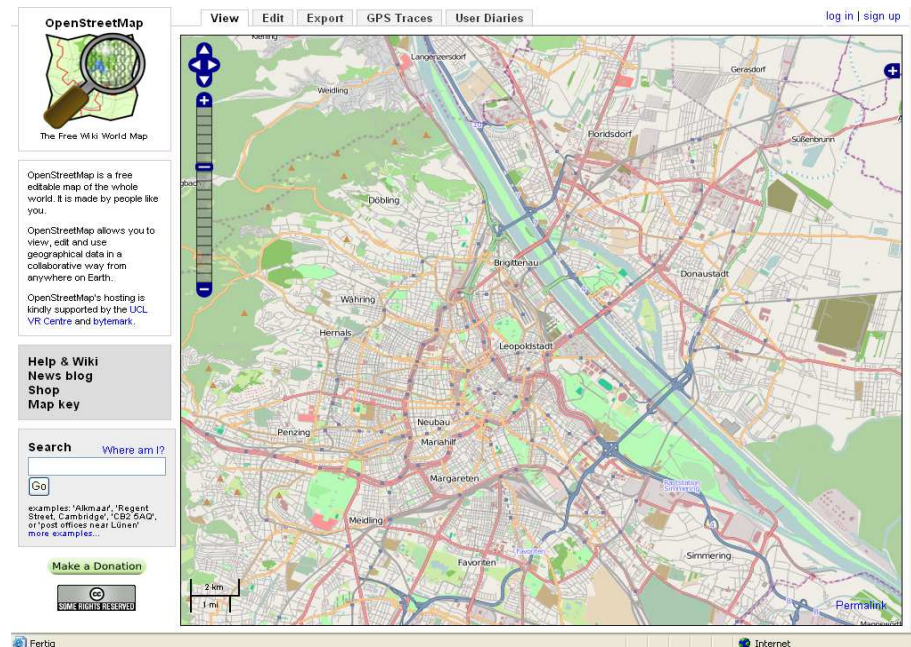 OpenStreetMap
The Free Wiki World Map
View
Edit
Export
GPS Traces
User Diaries
log in | sign up
OpenStreetMap is a free
editable map of the whole
world. It is made by people like
you.
OpenStreetMap allows you to
view, edit and use
geographical data in a
collaborative way from
anywhere on Earth.
OpenStreetMap's hosting is
kindly supported by the UCL
VR Centre and bytemark.
Help & Wiki
News blog
Shop
Map key
Search
Where am I?
Go
examples: 'Alkmaar', 'Regent
Street, Cambridge', 'CB2 5AQ',
or 'post offices near Lünen'
more examples...
Make a Donation
SOME RIGHTS RESERVED
Langenzersdorf
Gerasdorf
Weidling
Floridsdorf
Süßenbrunn
Döbling
Brigittenau
Donaustadt
Währing
Hernals
Leopoldstadt
Neubau
Penzing
Mariahilf
Margareten
Raststation
Simmering
Meidling
Favoriten
Favoriten
Simmering
2 km
1 mi
Permalink
Fertig
Internet